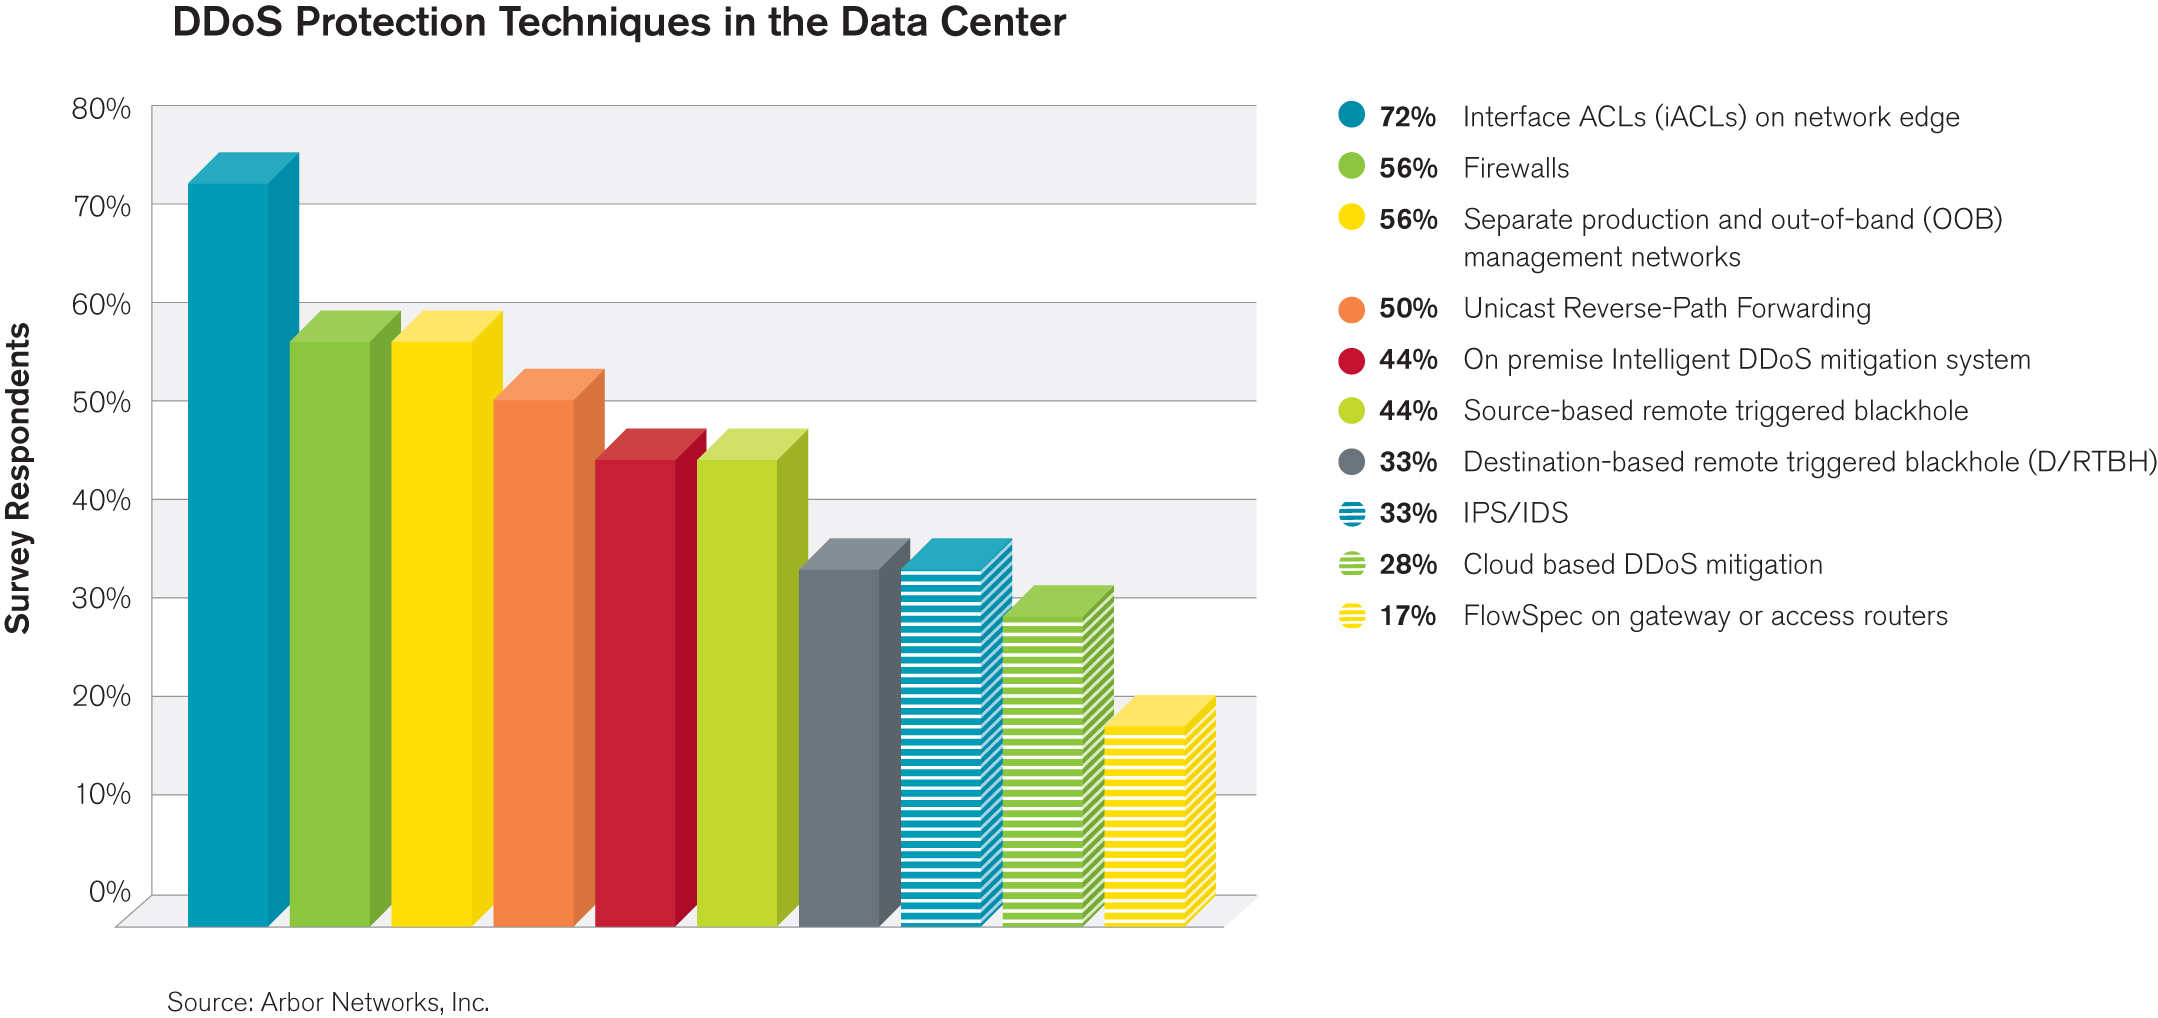 DDoS Protection Techniques in the Data Center
80%
70%
60%
50%
40%
30%
20%
10%
0%
Survey Respondents
72% Interface ACLs (iACLs) on network edge
56% Firewalls
56% Separate production and out-of-band (OOB)
management networks
50% Unicast Reverse-Path Forwarding
44% On premise Intelligent DDoS mitigation system
44% Source-based remote triggered blackhole
33% Destination-based remote triggered blackhole (D/RTBH)
33% IPS/IDS
28% Cloud based DDoS mitigation
17% FlowSpec on gateway or access routers
Source: Arbor Networks, Inc.